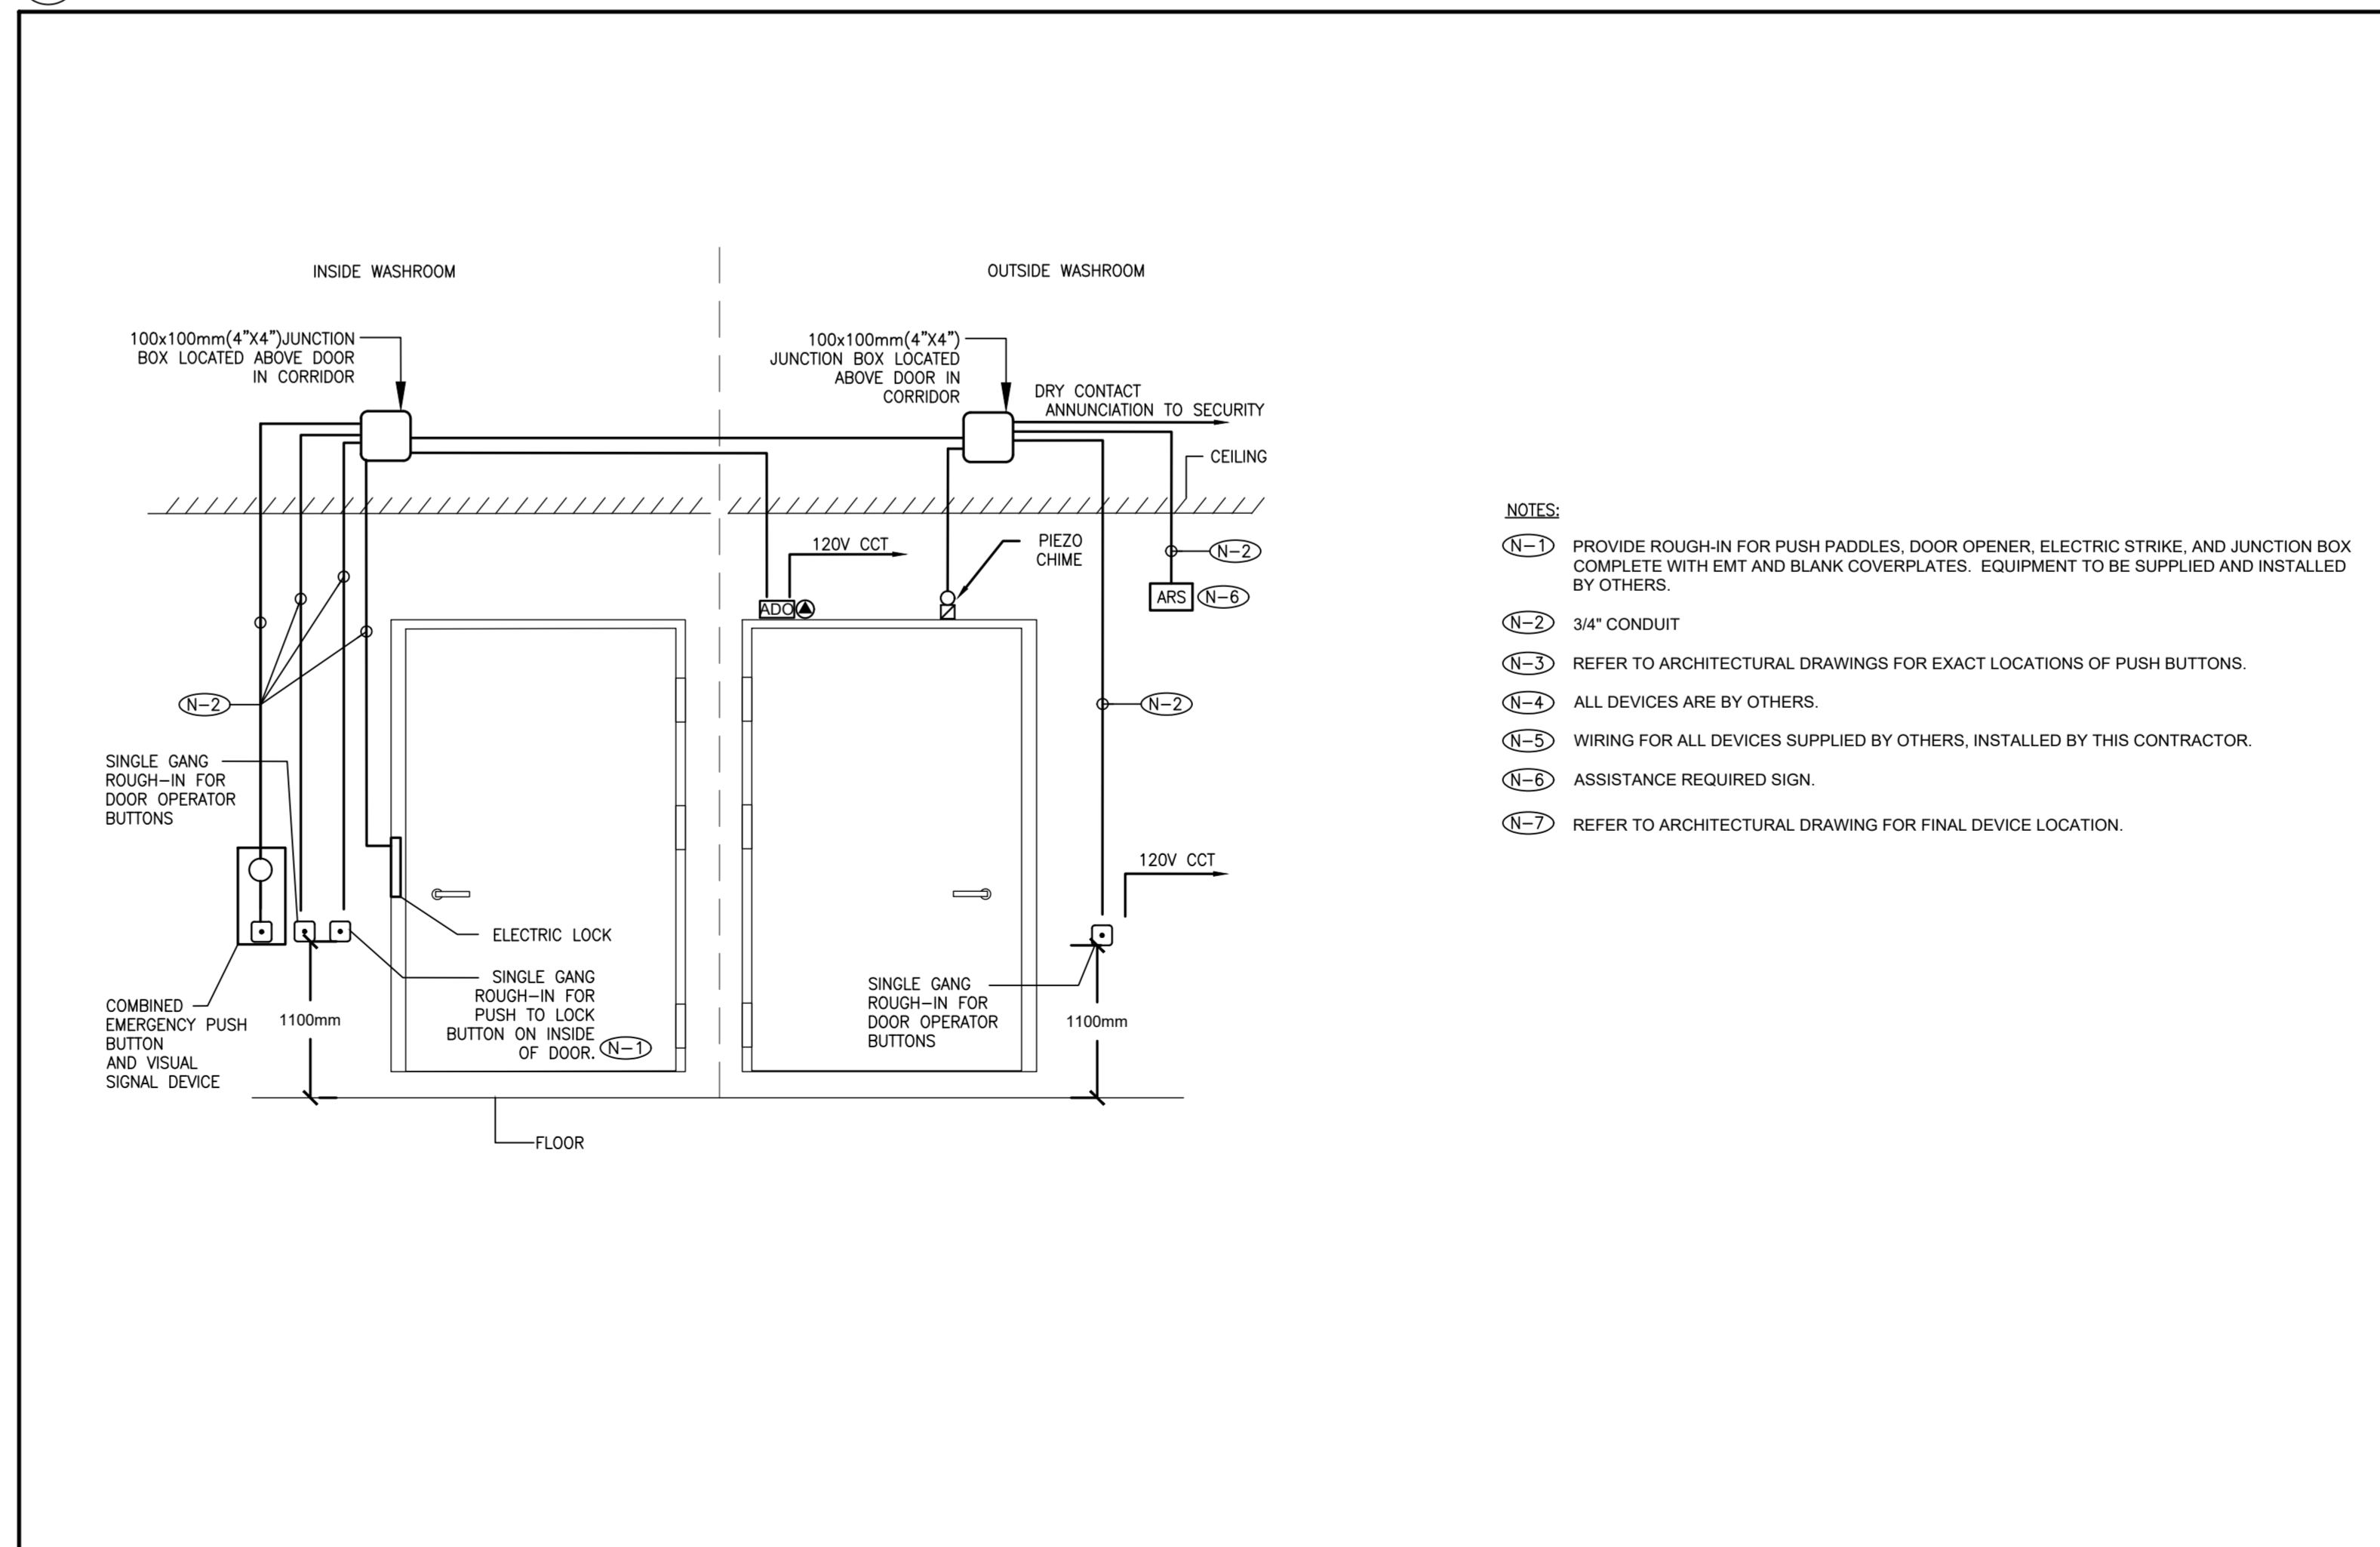 INSIDE WASHROOM
OUTSIDE WASHROOM
100x100mm(4"X4")JUNCTION
BOX LOCATED ABOVE DOOR
IN CORRIDOR
100x100mm(4"X4")
JUNCTION BOX LOCATED
ABOVE DOOR IN
CORRIDOR
DRY CONTACT
ANNUNCIATION TO SECURITY
CEILING
120V CCT
PIEZO
CHIME
N-2
ADO
ARS
N-6
N-2
N-2
SINGLE GANG
ROUGH-IN FOR
DOOR OPERATOR
BUTTONS
120V CCT
ELECTRIC LOCK
SINGLE GANG
ROUGH-IN FOR
PUSH TO LOCK
BUTTON ON INSIDE
OF DOOR.
N-1
SINGLE GANG
ROUGH-IN FOR
DOOR OPERATOR
BUTTONS
COMBINED
EMERGENCY PUSH
BUTTON
AND VISUAL
SIGNAL DEVICE
1100mm
1100mm
FLOOR
NOTES:
N-1 PROVIDE ROUGH-IN FOR PUSH PADDLES, DOOR OPENER, ELECTRIC STRIKE, AND JUNCTION BOX
COMPLETE WITH EMT AND BLANK COVERPLATES. EQUIPMENT TO BE SUPPLIED AND INSTALLED
BY OTHERS.
N-2 3/4" CONDUIT
N-3 REFER TO ARCHITECTURAL DRAWINGS FOR EXACT LOCATIONS OF PUSH BUTTONS.
N-4 ALL DEVICES ARE BY OTHERS.
N-5 WIRING FOR ALL DEVICES SUPPLIED BY OTHERS, INSTALLED BY THIS CONTRACTOR.
N-6 ASSISTANCE REQUIRED SIGN.
N-7 REFER TO ARCHITECTURAL DRAWING FOR FINAL DEVICE LOCATION.